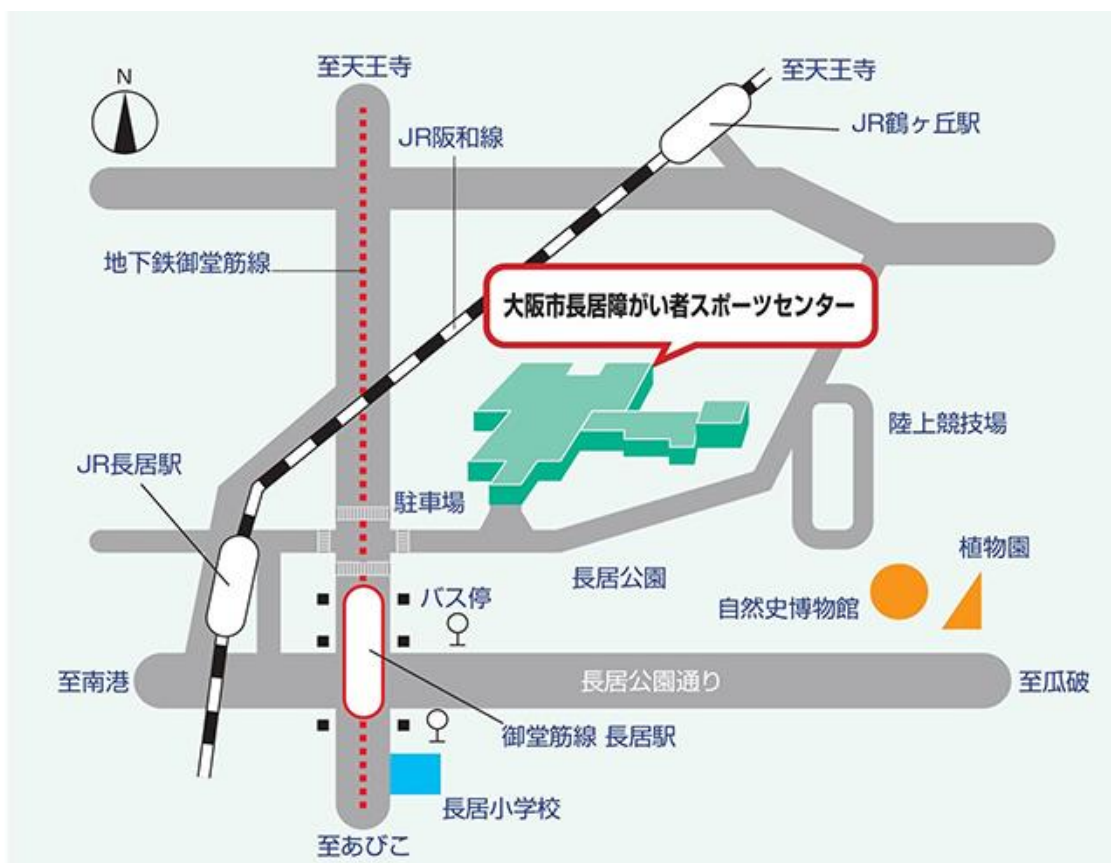 至天王寺
至天王寺
N
JR阪和線
JR鶴ヶ丘駅
地下鉄御堂筋線
大阪市長居障がい者スポーツセンター
陸上競技場
JR長居駅
駐車場
植物園
長居公園
バス停
自然史博物館
至南港
長居公園通り
至瓜破
御堂筋線 長居駅
長居小学校
至あびこ